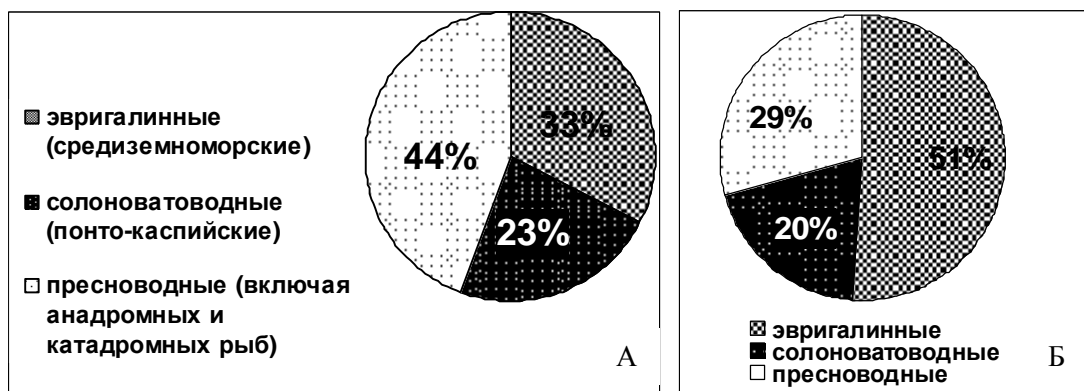 эвригалинные
(средиземноморские)
солоноватоводные
(понто-каспийские)
пресноводные (включая
анадромных и
катадромных рыб)
33%
44%
23%
А
51%
29%
20%
эвригалинные
солоноватоводные
пресноводные
Б